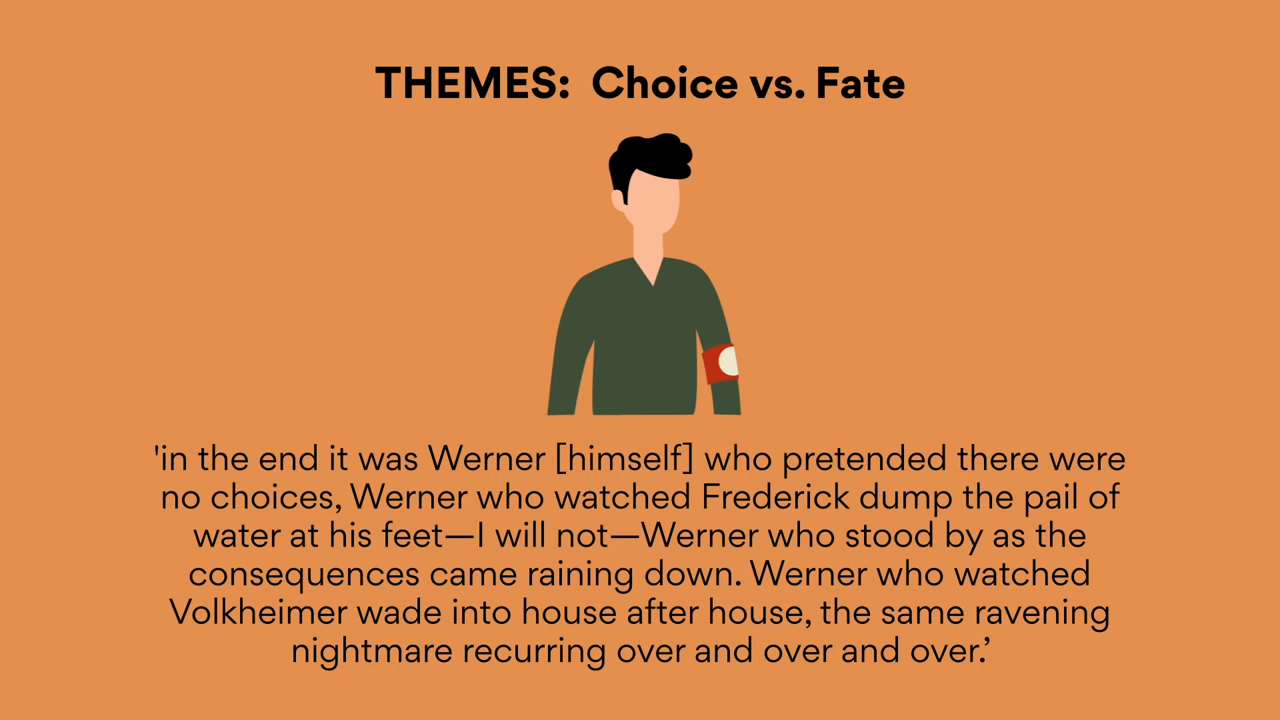 THEMES: Choice vs. Fate
'in the end it was Werner [himself] who pretended there were
no choices, Werner who watched Frederick dump the pail of
water at his feet—I will not—Werner who stood by as the
consequences came raining down. Werner who watched
Volkheimer wade into house after house, the same ravening
nightmare recurring over and over and over.’